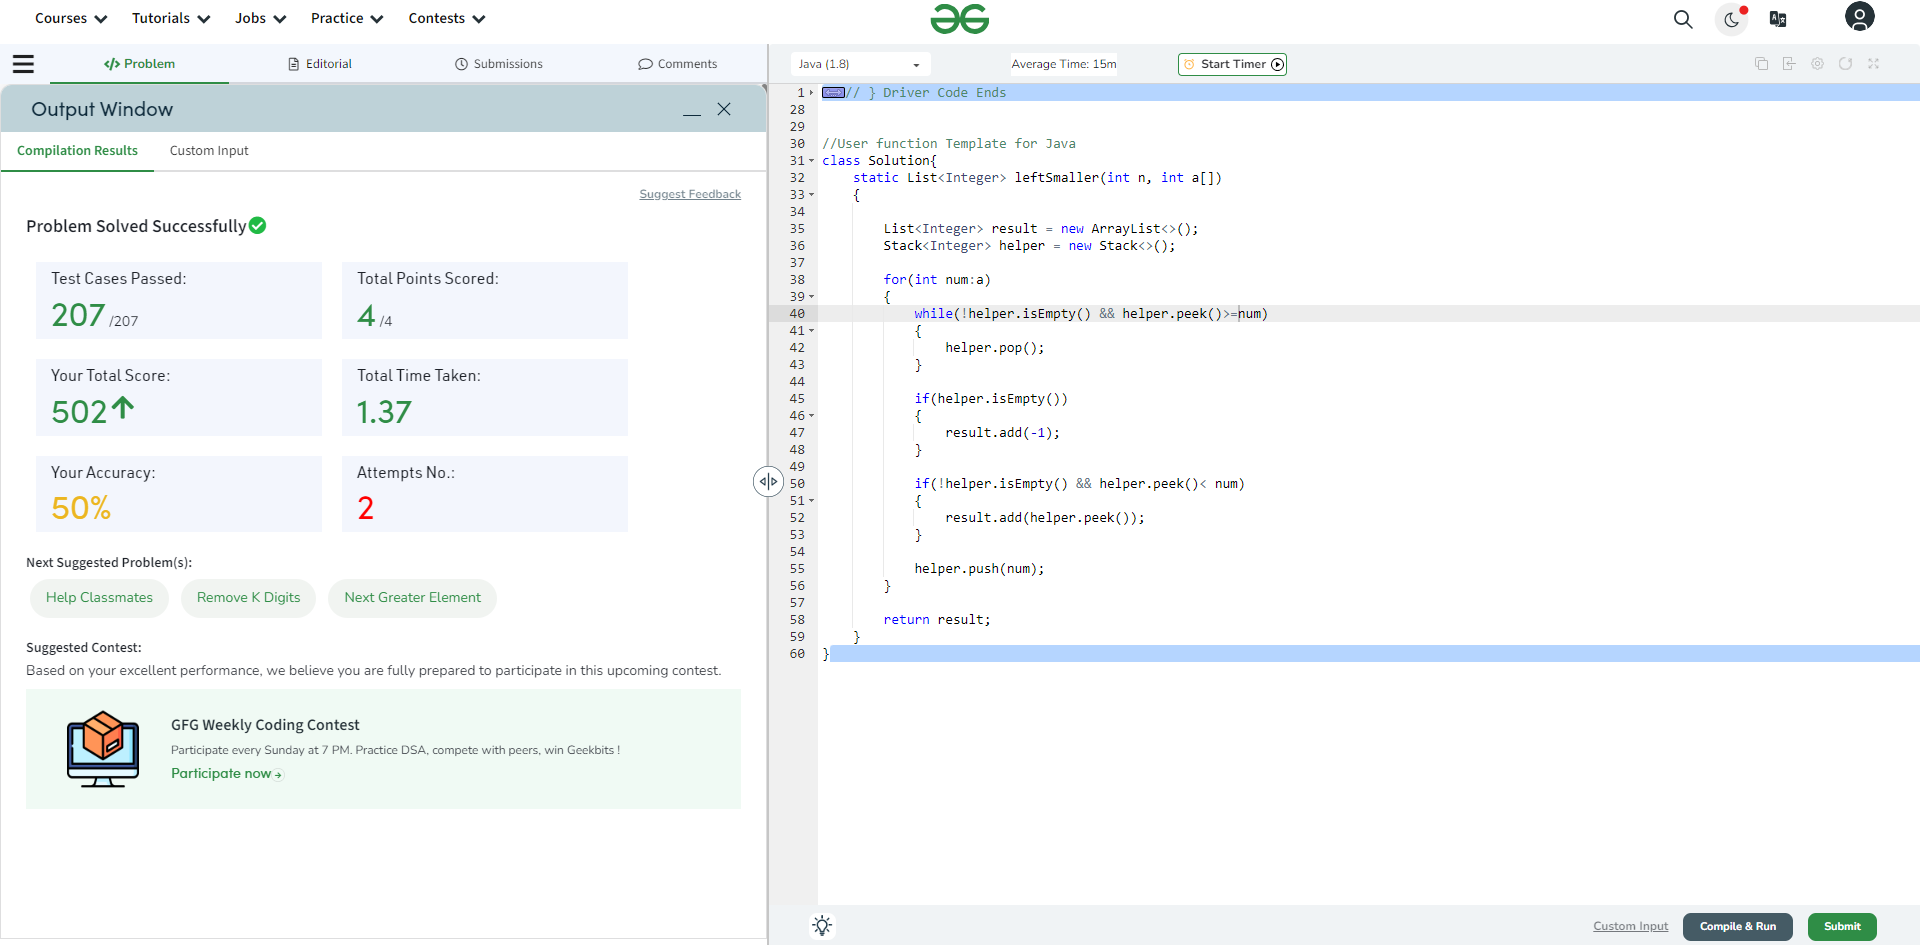 Courses Tutorials Jobs Practice Contests
Problem Editorial Submissions Comments
Output Window
Compilation Results Custom Input
Suggest Feedback
Problem Solved Successfully
Test Cases Passed:
207 /207
Total Points Scored:
4 /4
Your Total Score:
502
Total Time Taken:
1.37
Your Accuracy:
50%
Attempts No.:
2
Next Suggested Problem(s):
Help Classmates Remove K Digits Next Greater Element
Suggested Contest:
Based on your excellent performance, we believe you are fully prepared to participate in this upcoming contest.
GFG Weekly Coding Contest
Participate every Sunday at 7 PM. Practice DSA, compete with peers, win Geekbits !
Participate now
Java (1.8) Average Time: 15m Start Timer
1 // } Driver Code Ends
28
29
30 //User function Template for Java
31 class Solution{
32     static List<Integer> leftSmaller(int n, int a[])
33     {
34
35         List<Integer> result = new ArrayList<>();
36         Stack<Integer> helper = new Stack<>();
37
38         for(int num:a)
39         {
40             while(!helper.isEmpty() && helper.peek()>=num)
41             {
42                 helper.pop();
43             }
44
45             if(helper.isEmpty())
46             {
47                 result.add(-1);
48             }
49
50             if(!helper.isEmpty() && helper.peek()< num)
51             {
52                 result.add(helper.peek());
53             }
54
55             helper.push(num);
56         }
57
58         return result;
59     }
60 }
Custom Input Compile & Run Submit